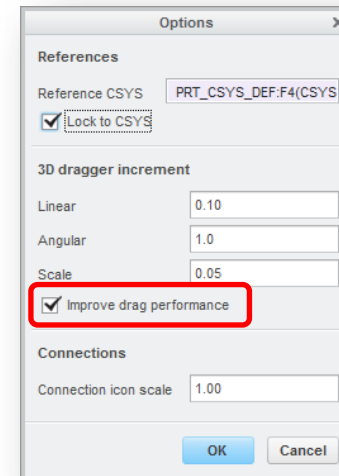 Options
References
Reference CSYS PRT_CSYS_DEF:F4(CSYS
Lock to CSYS
3D dragger increment
Linear 0.10
Angular 1.0
Scale 0.05
Improve drag performance
Connections
Connection icon scale 1.00
OK Cancel